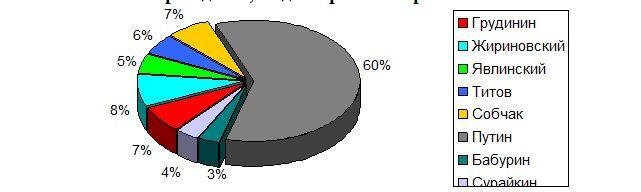 7%
6%
5%
8%
7%
4%
3%
60%
Грудинин
Жириновский
Явлинский
Титов
Собчак
Путин
Бабурин
Сурайкин